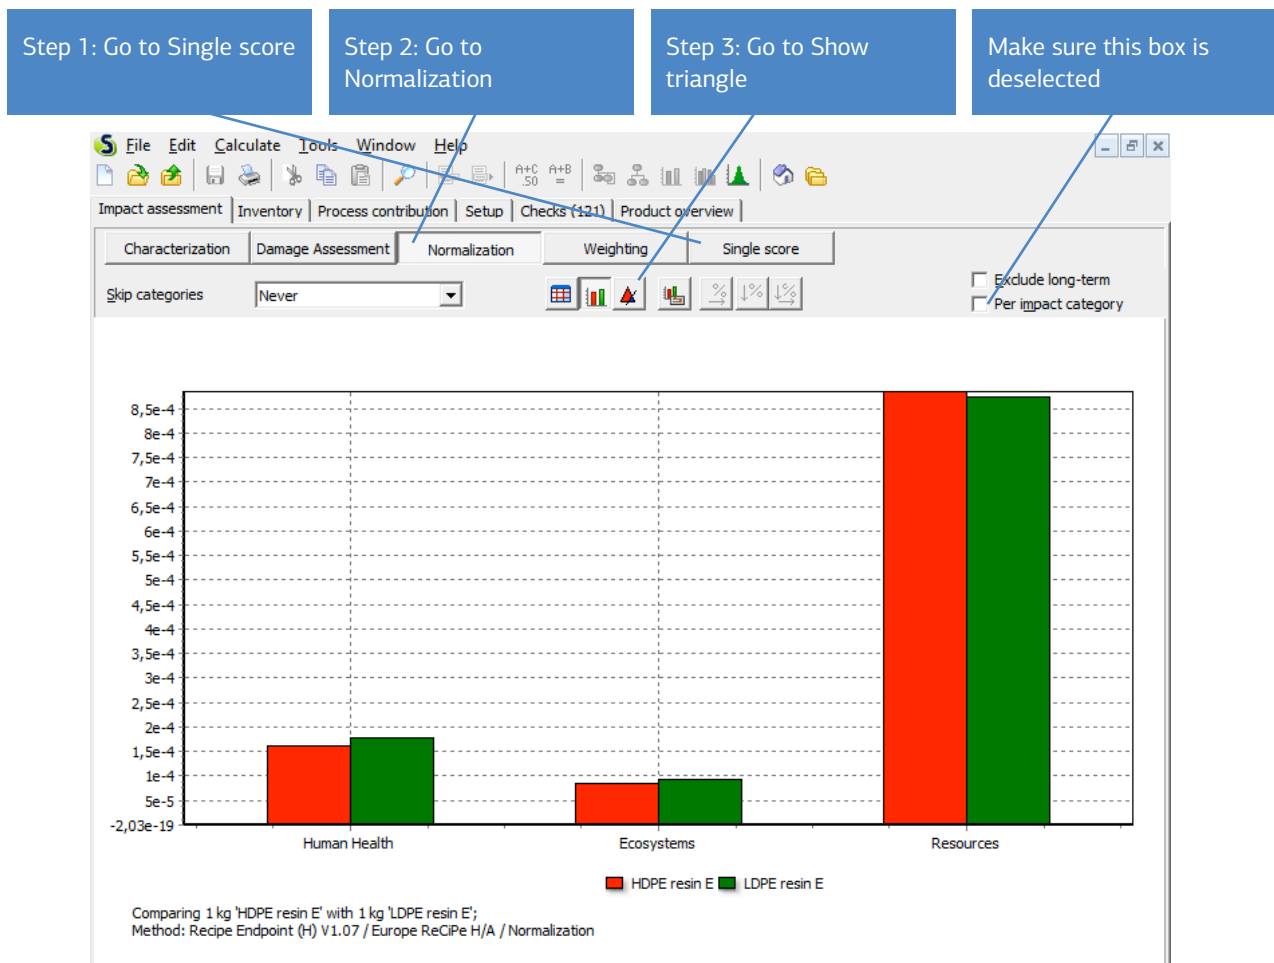 Step 1: Go to Single score
Step 2: Go to
Normalization
Step 3: Go to Show
triangle
Make sure this box is
deselected
File Edit Calculate Tools Window Help
A+C
.50
A+B
=
Impact assessment Inventory Process contribution Setup Checks (121) Product overview
Characterization Damage Assessment Normalization Weighting Single score
Skip categories Never
% ↓% ↓%
Exclude long-term
Per impact category
8,5e-4
8e-4
7,5e-4
7e-4
6,5e-4
6e-4
5,5e-4
5e-4
4,5e-4
4e-4
3,5e-4
3e-4
2,5e-4
2e-4
1,5e-4
1e-4
5e-5
-2,03e-19
Human Health Ecosystems Resources
HDPE resin E LDPE resin E
Comparing 1 kg 'HDPE resin E' with 1 kg 'LDPE resin E';
Method: Recipe Endpoint (H) V1.07 / Europe ReCiPe H/A / Normalization